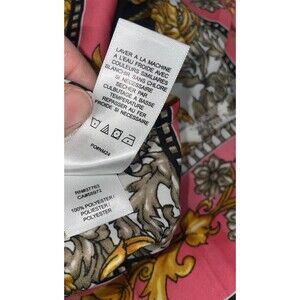 LAVER A LA MACHINE
A L'EAU FROIDE AVEC
COULEURS SIMILAIRES
BLANCHIR SANS CHLORE
SI NECESSAIRE
SECHER PAR
CULBUTAGE A BASSE
TEMPERATURE
REPASSER AU FER
FROID SI NECESSAIRE
100% POLYESTER /
POLIESTER /
POLYESTER